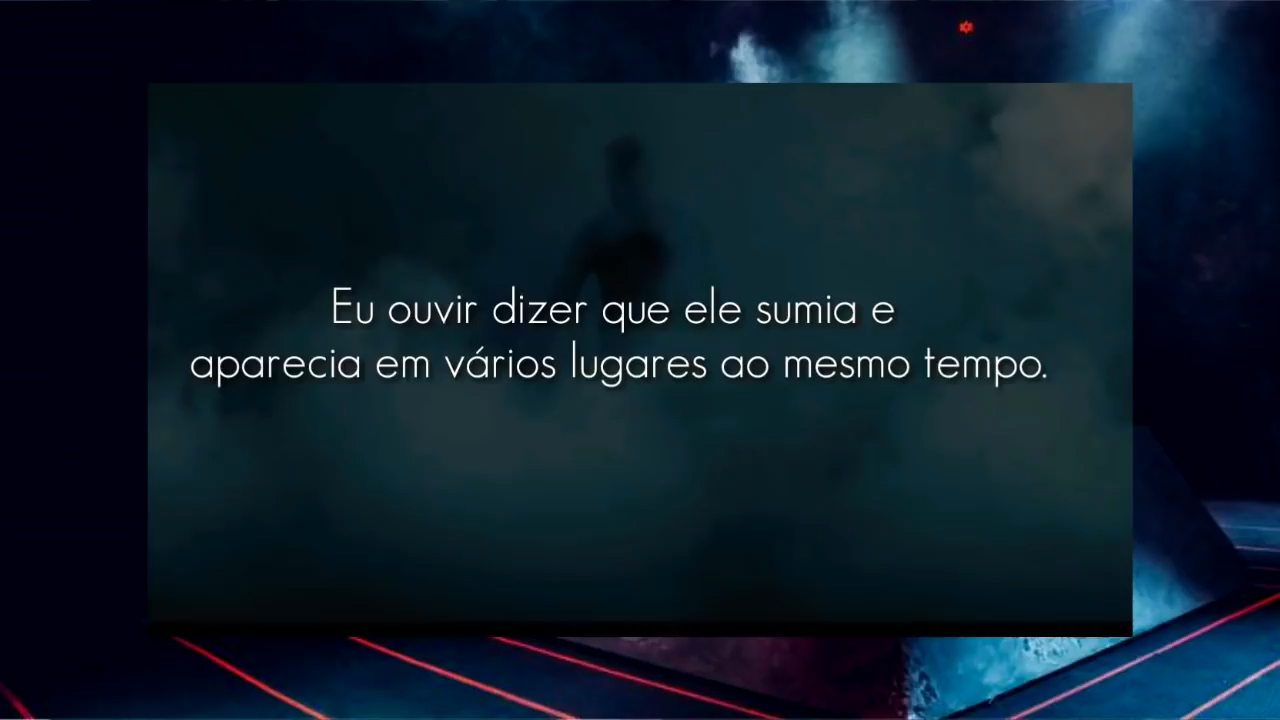 Eu ouvir dizer que ele sumia e
aparecia em vários lugares ao mesmo tempo.